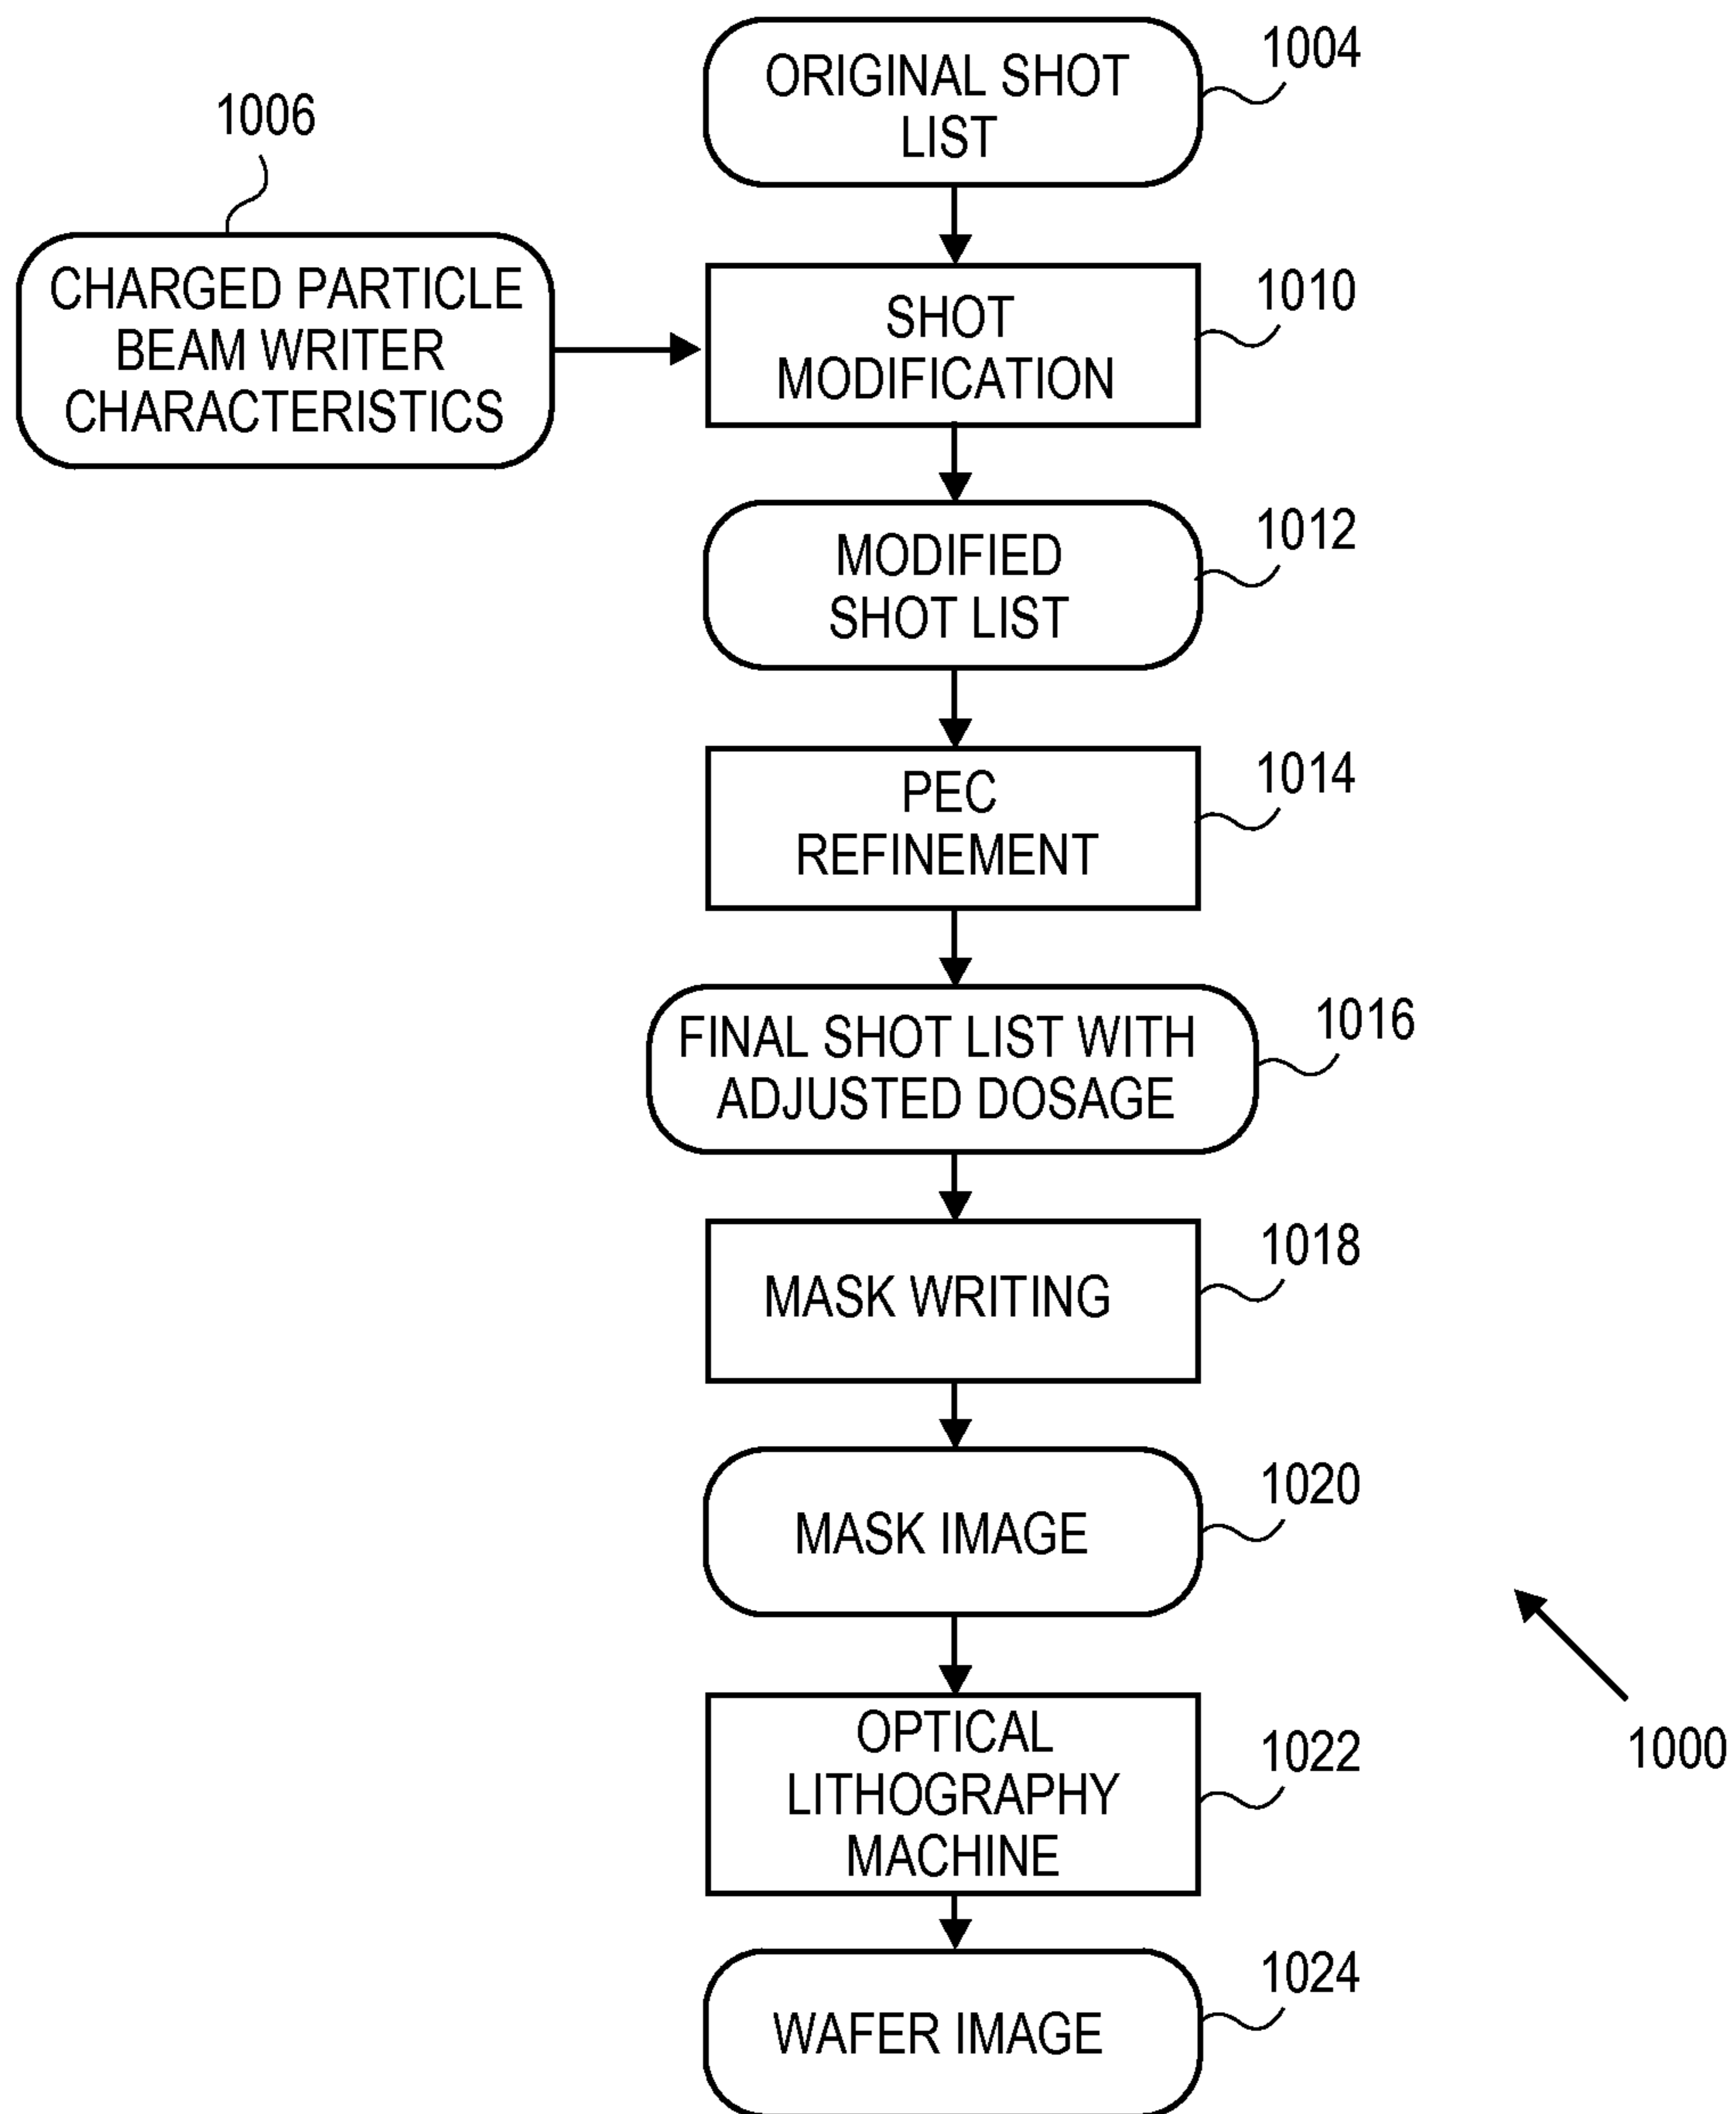 1004
ORIGINAL SHOT
LIST
1006
CHARGED PARTICLE
BEAM WRITER
CHARACTERISTICS
1010
SHOT
MODIFICATION
1012
MODIFIED
SHOT LIST
1014
PEC
REFINEMENT
1016
FINAL SHOT LIST WITH
ADJUSTED DOSAGE
1018
MASK WRITING
1020
MASK IMAGE
1022
OPTICAL
LITHOGRAPHY
MACHINE
1000
1024
WAFER IMAGE